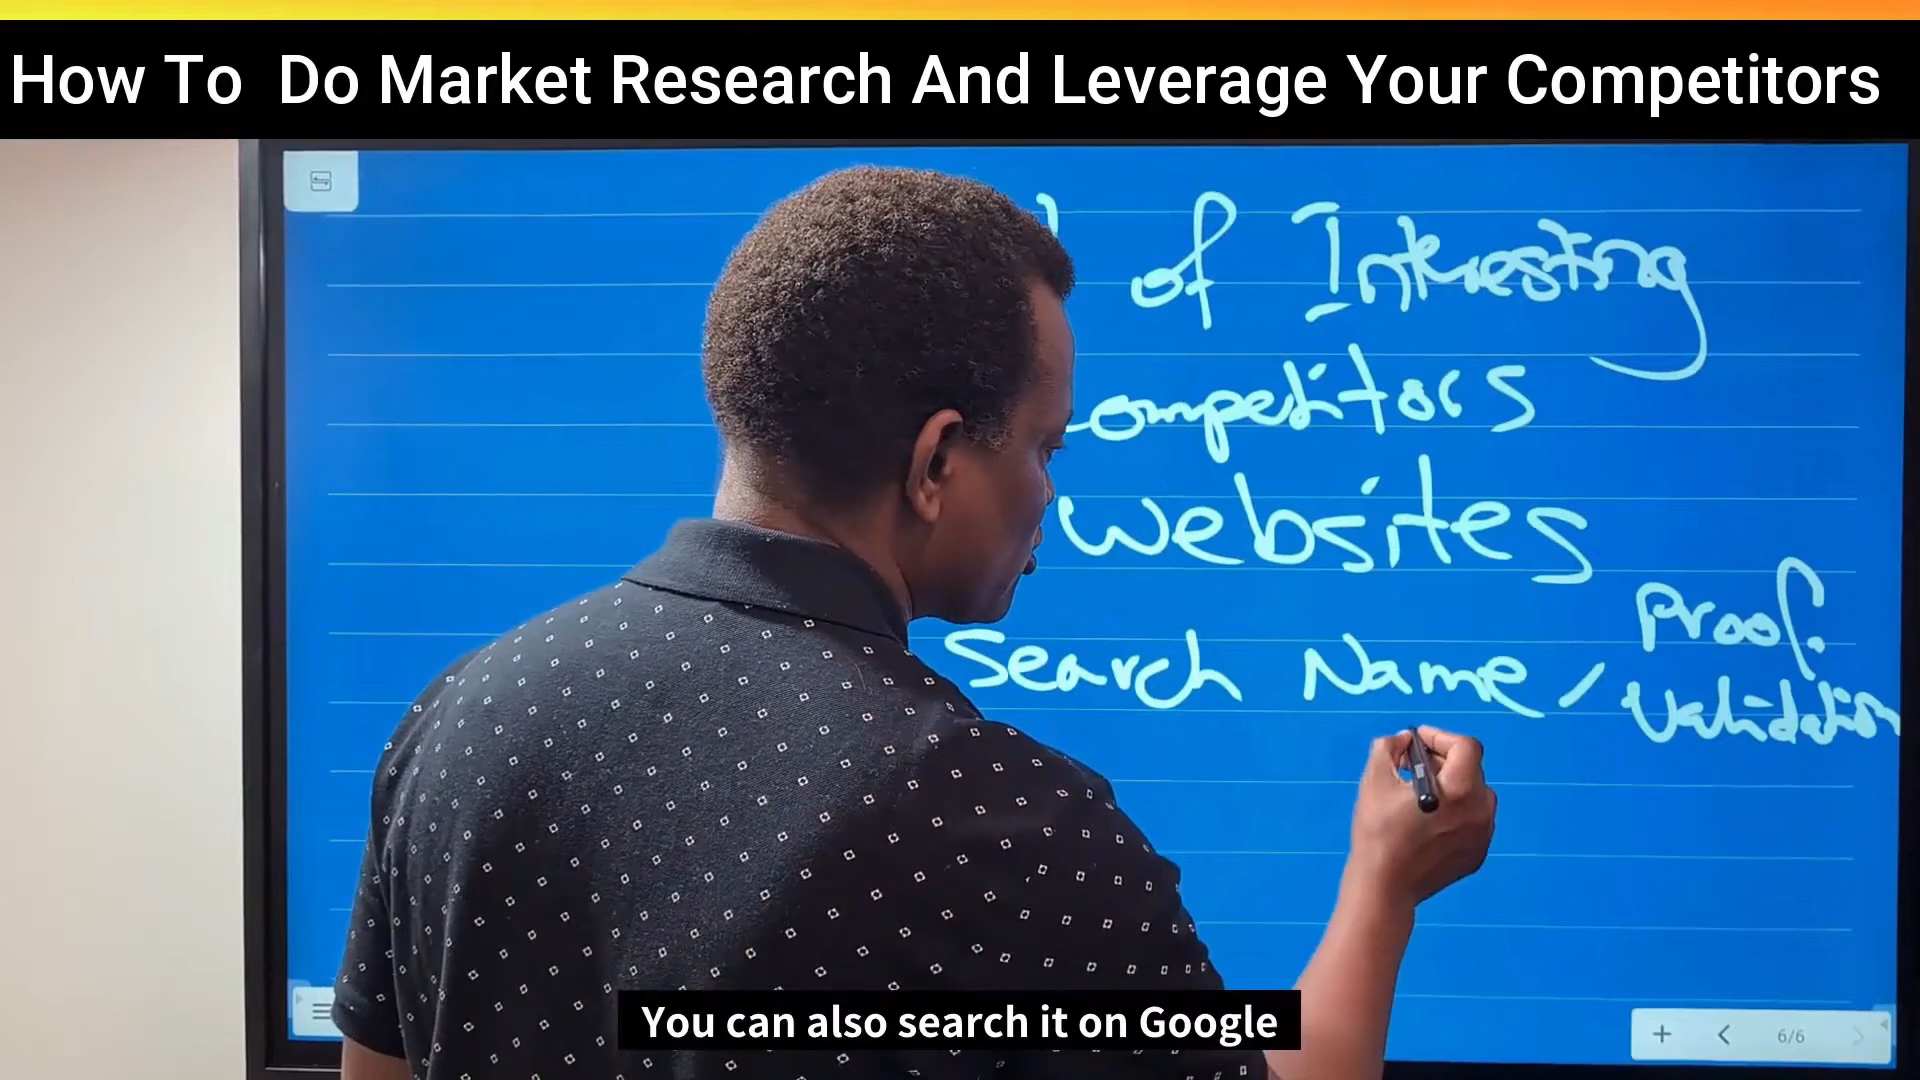 How To Do Market Research And Leverage Your Competitors
of Interesting
ompetitors
websites
Proof.
Search Name /
Validation
You can also search it on Google
6/6